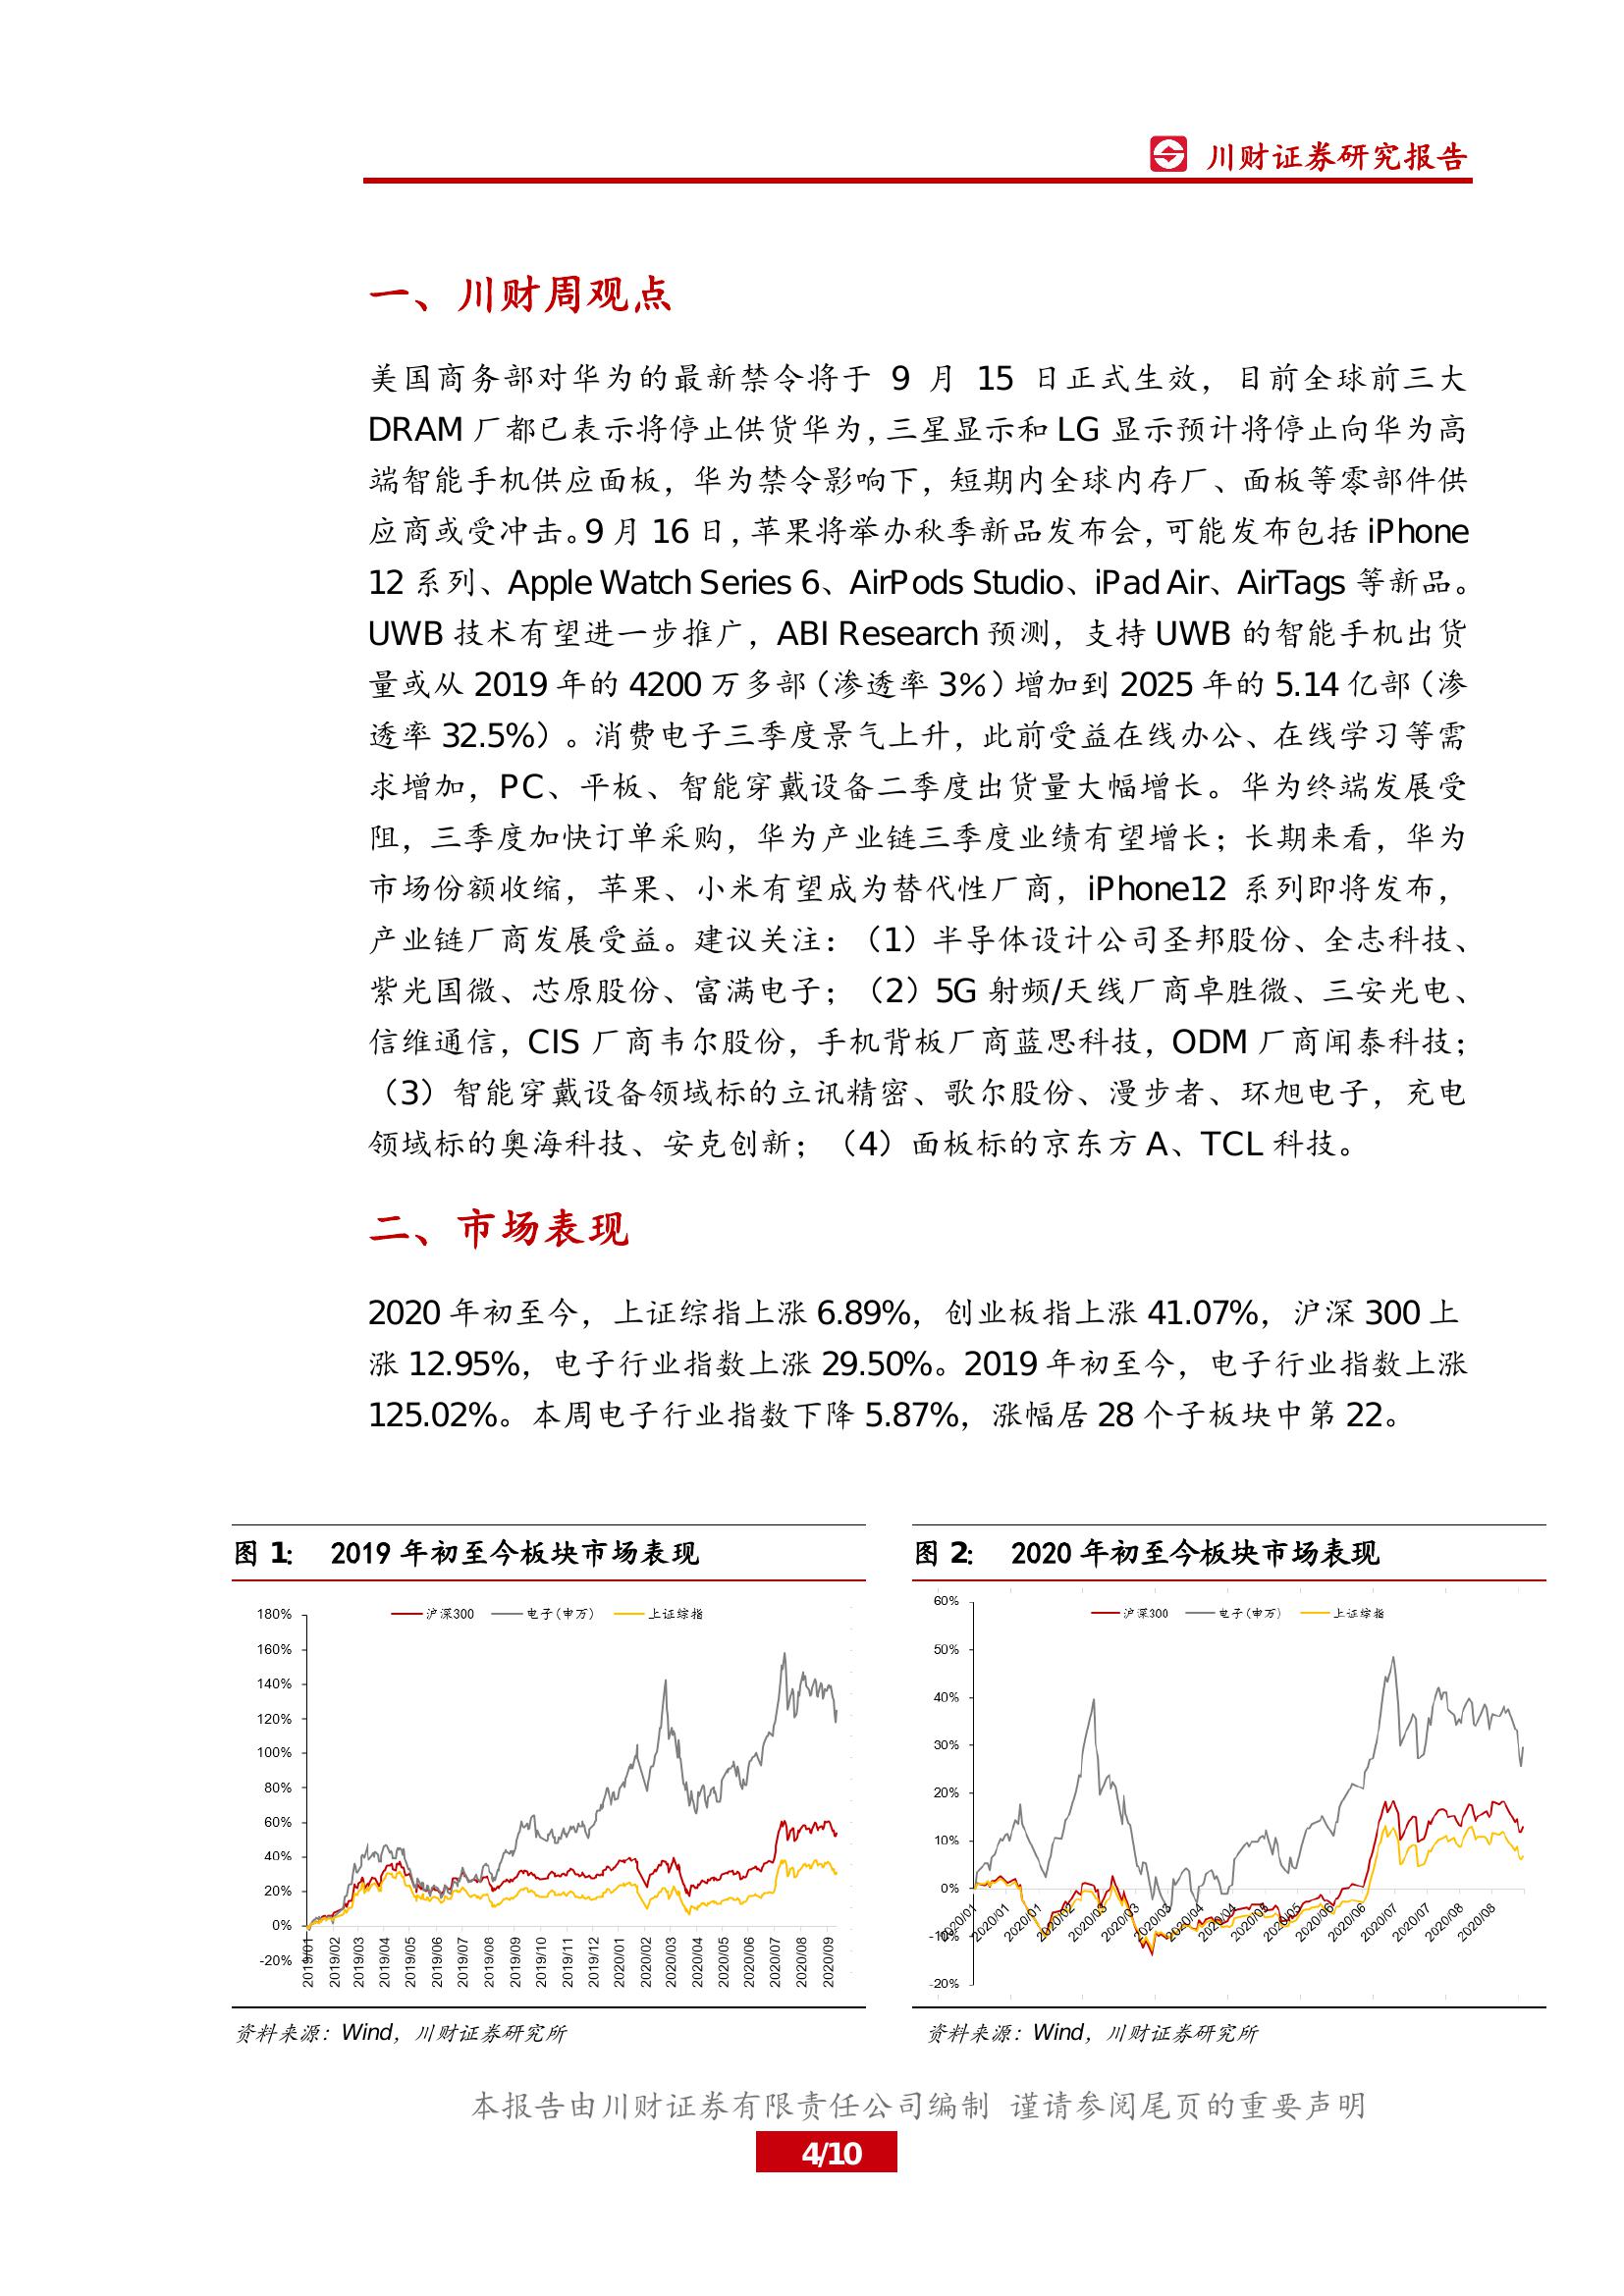 川财证券研究报告
一、川财周观点
美国商务部对华为的最新禁令将于 9 月 15 日正式生效，目前全球前三大
DRAM 厂都已表示将停止供货华为，三星显示和 LG 显示预计将停止向华为高
端智能手机供应面板，华为禁令影响下，短期内全球内存厂、面板等零部件供
应商或受冲击。9 月 16 日，苹果将举办秋季新品发布会，可能发布包括 iPhone
12 系列、Apple Watch Series 6、AirPods Studio、iPad Air、AirTags 等新品。
UWB 技术有望进一步推广，ABI Research 预测，支持 UWB 的智能手机出货
量或从 2019 年的 4200 万多部（渗透率 3%）增加到 2025 年的 5.14 亿部（渗
透率 32.5%）。消费电子三季度景气上升，此前受益在线办公、在线学习等需
求增加，PC、平板、智能穿戴设备二季度出货量大幅增长。华为终端发展受
阻，三季度加快订单采购，华为产业链三季度业绩有望增长；长期来看，华为
市场份额收缩，苹果、小米有望成为替代性厂商，iPhone12 系列即将发布，
产业链厂商发展受益。建议关注：（1）半导体设计公司圣邦股份、全志科技、
紫光国微、芯原股份、富满电子；（2）5G 射频/天线厂商卓胜微、三安光电、
信维通信，CIS 厂商韦尔股份，手机背板厂商蓝思科技，ODM 厂商闻泰科技；
（3）智能穿戴设备领域标的立讯精密、歌尔股份、漫步者、环旭电子，充电
领域标的奥海科技、安克创新；（4）面板标的京东方 A、TCL 科技。
二、市场表现
2020 年初至今，上证综指上涨 6.89%，创业板指上涨 41.07%，沪深 300 上
涨 12.95%，电子行业指数上涨 29.50%。2019 年初至今，电子行业指数上涨
125.02%。本周电子行业指数下降 5.87%，涨幅居 28 个子板块中第 22。
图 1： 2019 年初至今板块市场表现
沪深300 电子(申万) 上证综指
180%
160%
140%
120%
100%
80%
60%
40%
20%
0%
-20%
2019/01 2019/02 2019/03 2019/04 2019/05 2019/06 2019/07 2019/08 2019/09 2019/10 2019/11 2019/12 2020/01 2020/02 2020/03 2020/04 2020/05 2020/06 2020/07 2020/08 2020/09
资料来源：Wind，川财证券研究所
图 2： 2020 年初至今板块市场表现
沪深300 电子(申万) 上证综指
60%
50%
40%
30%
20%
10%
0%
-10%
-20%
2020/01 2020/01 2020/01 2020/02 2020/03 2020/03 2020/03 2020/04 2020/04 2020/05 2020/05 2020/06 2020/06 2020/07 2020/07 2020/08 2020/08
资料来源：Wind，川财证券研究所
本报告由川财证券有限责任公司编制 谨请参阅尾页的重要声明
4/10